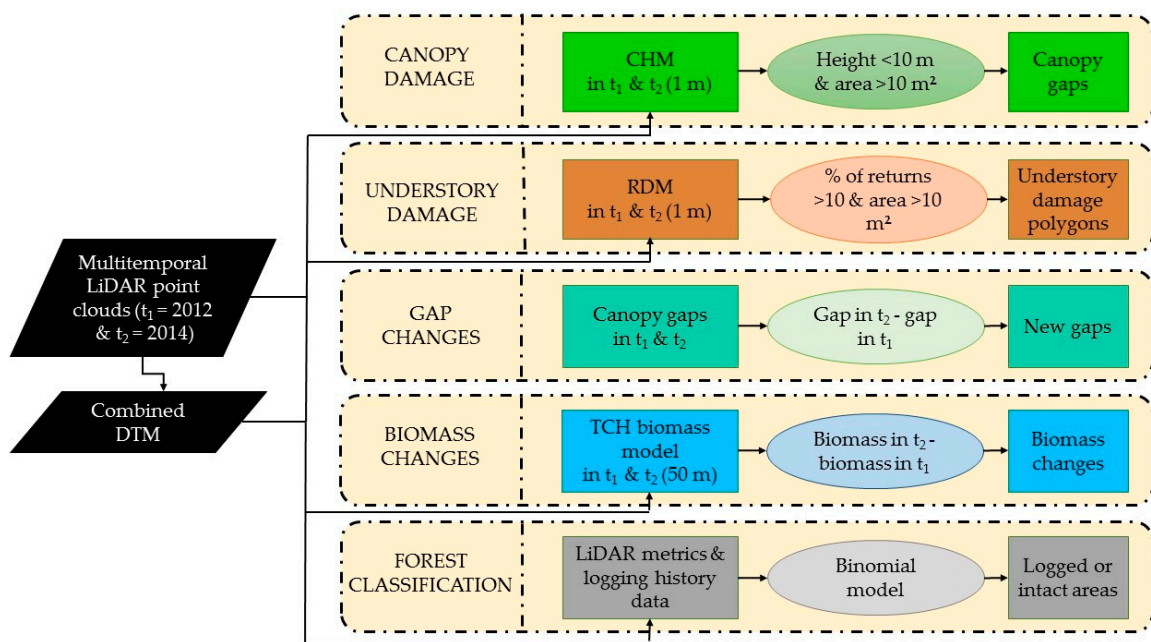 CANOPY
DAMAGE
CHM
in t₁ & t₂ (1 m)
Height <10 m
& area >10 m²
Canopy
gaps
UNDERSTORY
DAMAGE
RDM
in t₁ & t₂ (1 m)
% of returns
>10 & area >10
m²
Understory
damage
polygons
Multitemporal
LiDAR point
clouds (t₁ = 2012
& t₂ = 2014)
GAP
CHANGES
Canopy gaps
in t₁ & t₂
Gap in t₂ - gap
in t₁
New gaps
Combined
DTM
BIOMASS
CHANGES
TCH biomass
model
in t₁ & t₂ (50 m)
Biomass in t₂ -
biomass in t₁
Biomass
changes
FOREST
CLASSIFICATION
LiDAR metrics &
logging history
data
Binomial
model
Logged or
intact areas